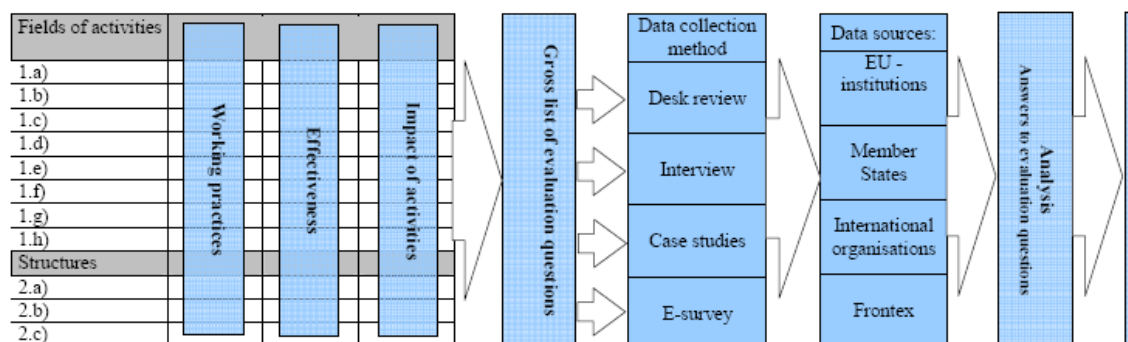 Fields of activities
1.a)
1.b)
1.c)
1.d)
1.e)
1.f)
1.g)
1.h)
Structures
2.a)
2.b)
2.c)
Working practices
Effectiveness
Impact of activities
Gross list of evaluation questions
Data collection
method
Desk review
Interview
Case studies
E-survey
Data sources:
EU -
institutions
Member
States
International
organisations
Frontex
Analysis
Answers to evaluation questions